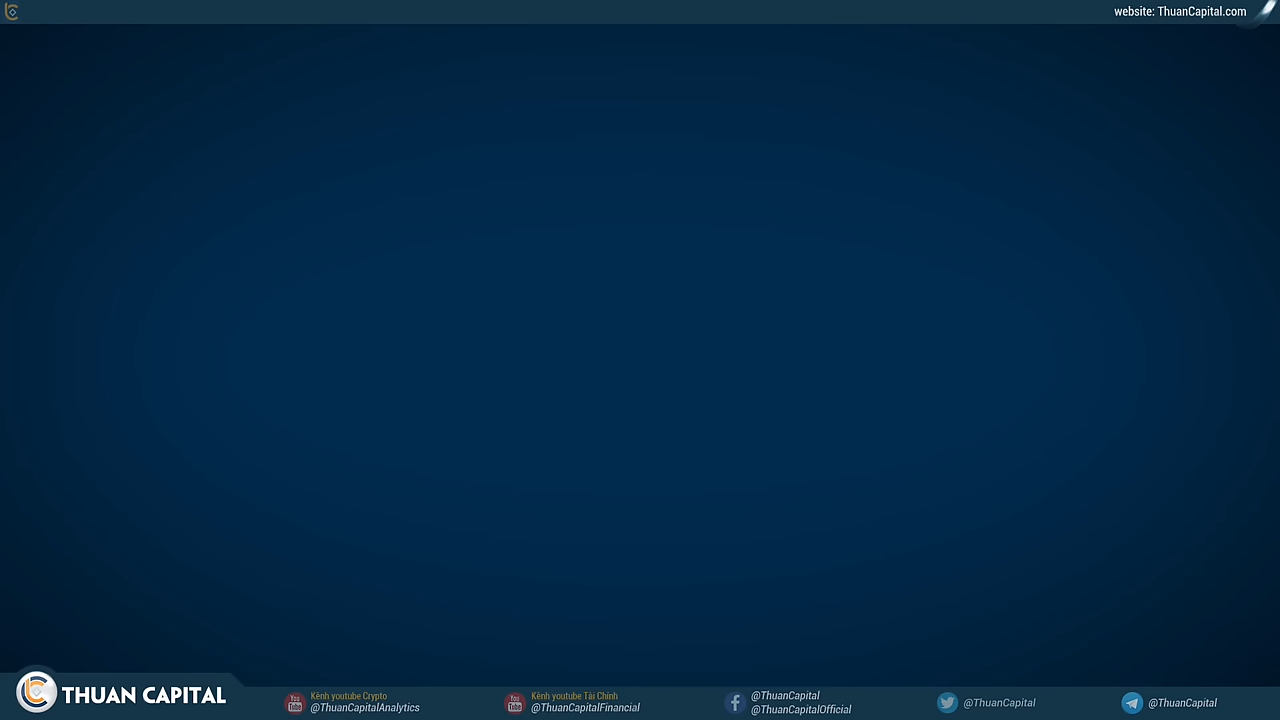 website: ThuanCapital.com
THUAN CAPITAL
Kênh youtube Crypto
@ThuanCapitalAnalytics
Kênh youtube Tài Chính
@ThuanCapitalFinancial
@ThuanCapital
@ThuanCapitalOfficial
@ThuanCapital
@ThuanCapital